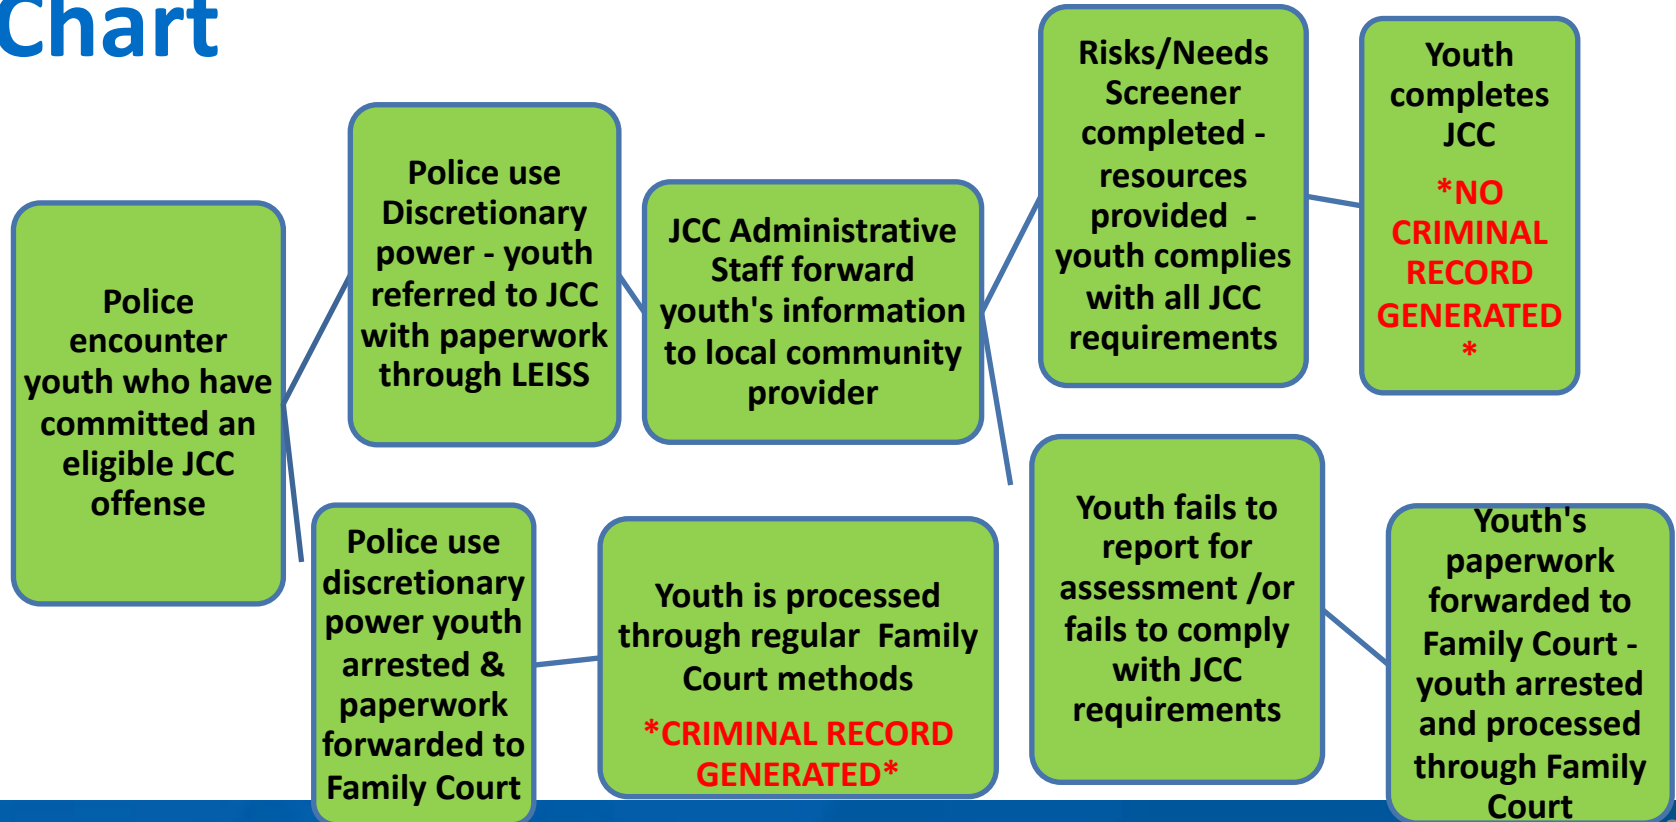 Chart
Police
encounter
youth who have
committed an
eligible JCC
offense
Police use
Discretionary
power - youth
referred to JCC
with paperwork
through LEISS
JCC Administrative
Staff forward
youth's information
to local community
provider
Risks/Needs
Screener
completed -
resources
provided -
youth complies
with all JCC
requirements
Youth
completes
JCC
*NO
CRIMINAL
RECORD
GENERATED
*
Police use
discretionary
power youth
arrested &
paperwork
forwarded to
Family Court
Youth is processed
through regular Family
Court methods
*CRIMINAL RECORD
GENERATED*
Youth fails to
report for
assessment /or
fails to comply
with JCC
requirements
Youth's
paperwork
forwarded to
Family Court -
youth arrested
and processed
through Family
Court